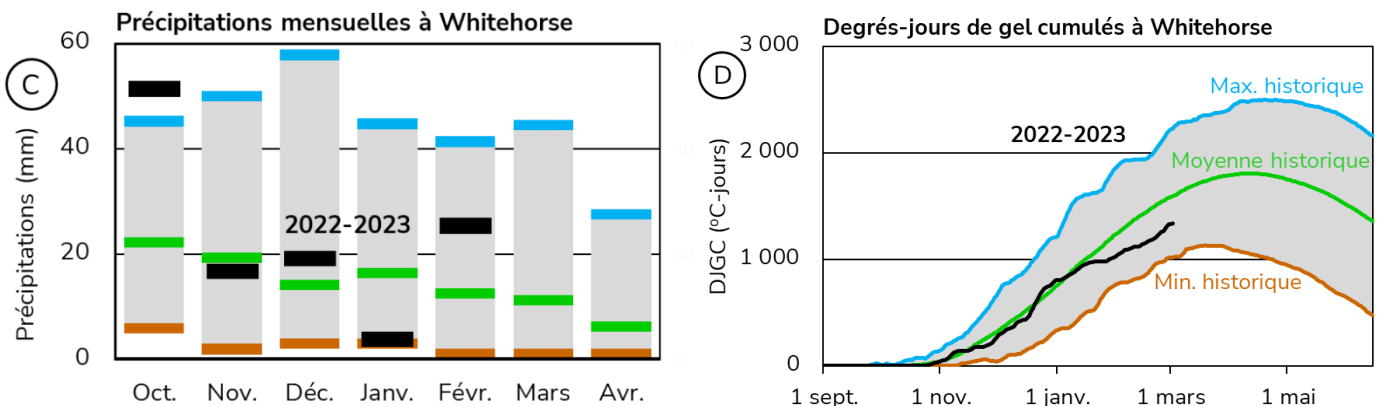 Précipitations mensuelles à Whitehorse
C
Précipitations (mm)
60
40
20
0
2022-2023
Oct. Nov. Déc. Janv. Févr. Mars Avr.
Degrés-jours de gel cumulés à Whitehorse
D
DJGC (ºC-jours)
3 000
2 000
1 000
0
Max. historique
2022-2023
Moyenne historique
Min. historique
1 sept. 1 nov. 1 janv. 1 mars 1 mai